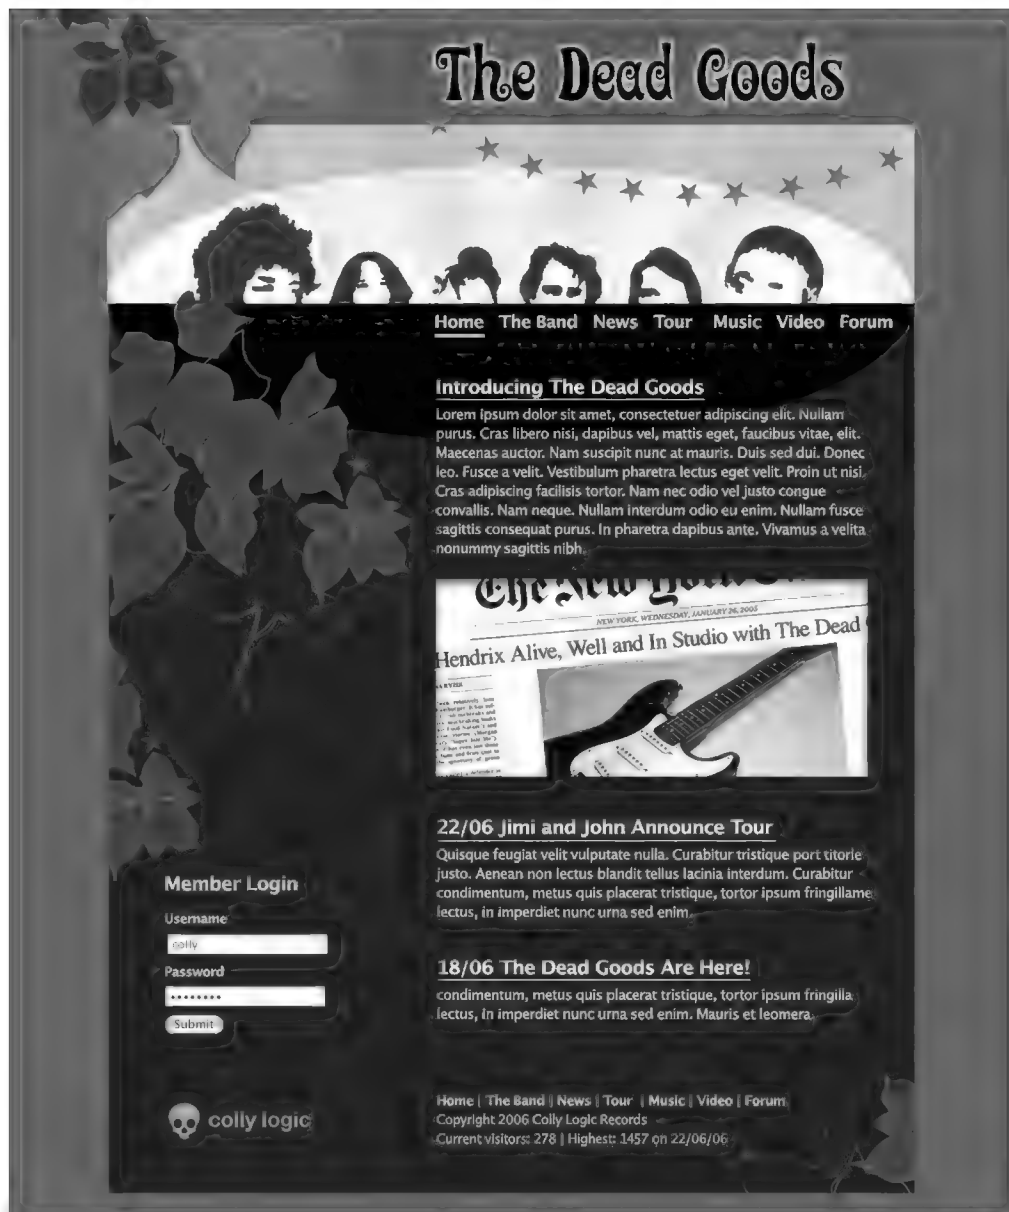 The Dead Goods
Home The Band News Tour Music Video Forum
Introducing The Dead Goods
Lorem ipsum dolor sit amet, consectetuer adipiscing elit. Nullam
purus. Cras libero nisi, dapibus vel, mattis eget, faucibus vitae, elit.
Maecenas auctor. Nam suscipit nunc at mauris. Duis sed dui. Donec
leo. Fusce a velit. Vestibulum pharetra lectus eget velit. Proin ut nisi.
Cras adipiscing facilisis tortor. Nam nec odio vel justo congue
convallis. Nam neque. Nullam interdum odio eu enim. Nullam fusce
sagittis consequat purus. In pharetra dapibus ante. Vivamus a velita
nonummy sagittis nibh.
The New York
NEW YORK, WEDNESDAY, JANUARY 26, 2005
Hendrix Alive, Well and In Studio with The Dead
22/06 Jimi and John Announce Tour
Quisque feugiat velit vulputate nulla. Curabitur tristique port titorle
justo. Aenean non lectus blandit tellus lacinia interdum. Curabitur
condimentum, metus quis placerat tristique, tortor ipsum fringillame
lectus, in imperdiet nunc urna sed enim.
18/06 The Dead Goods Are Here!
condimentum, metus quis placerat tristique, tortor ipsum fringilla
lectus, in imperdiet nunc urna sed enim. Mauris et leomera.
Member Login
Username
colly
Password
••••••••
Submit
colly logic
Home | The Band | News | Tour | Music | Video | Forum
Copyright 2006 Colly Logic Records
Current visitors: 278 | Highest: 1457 on 22/06/06